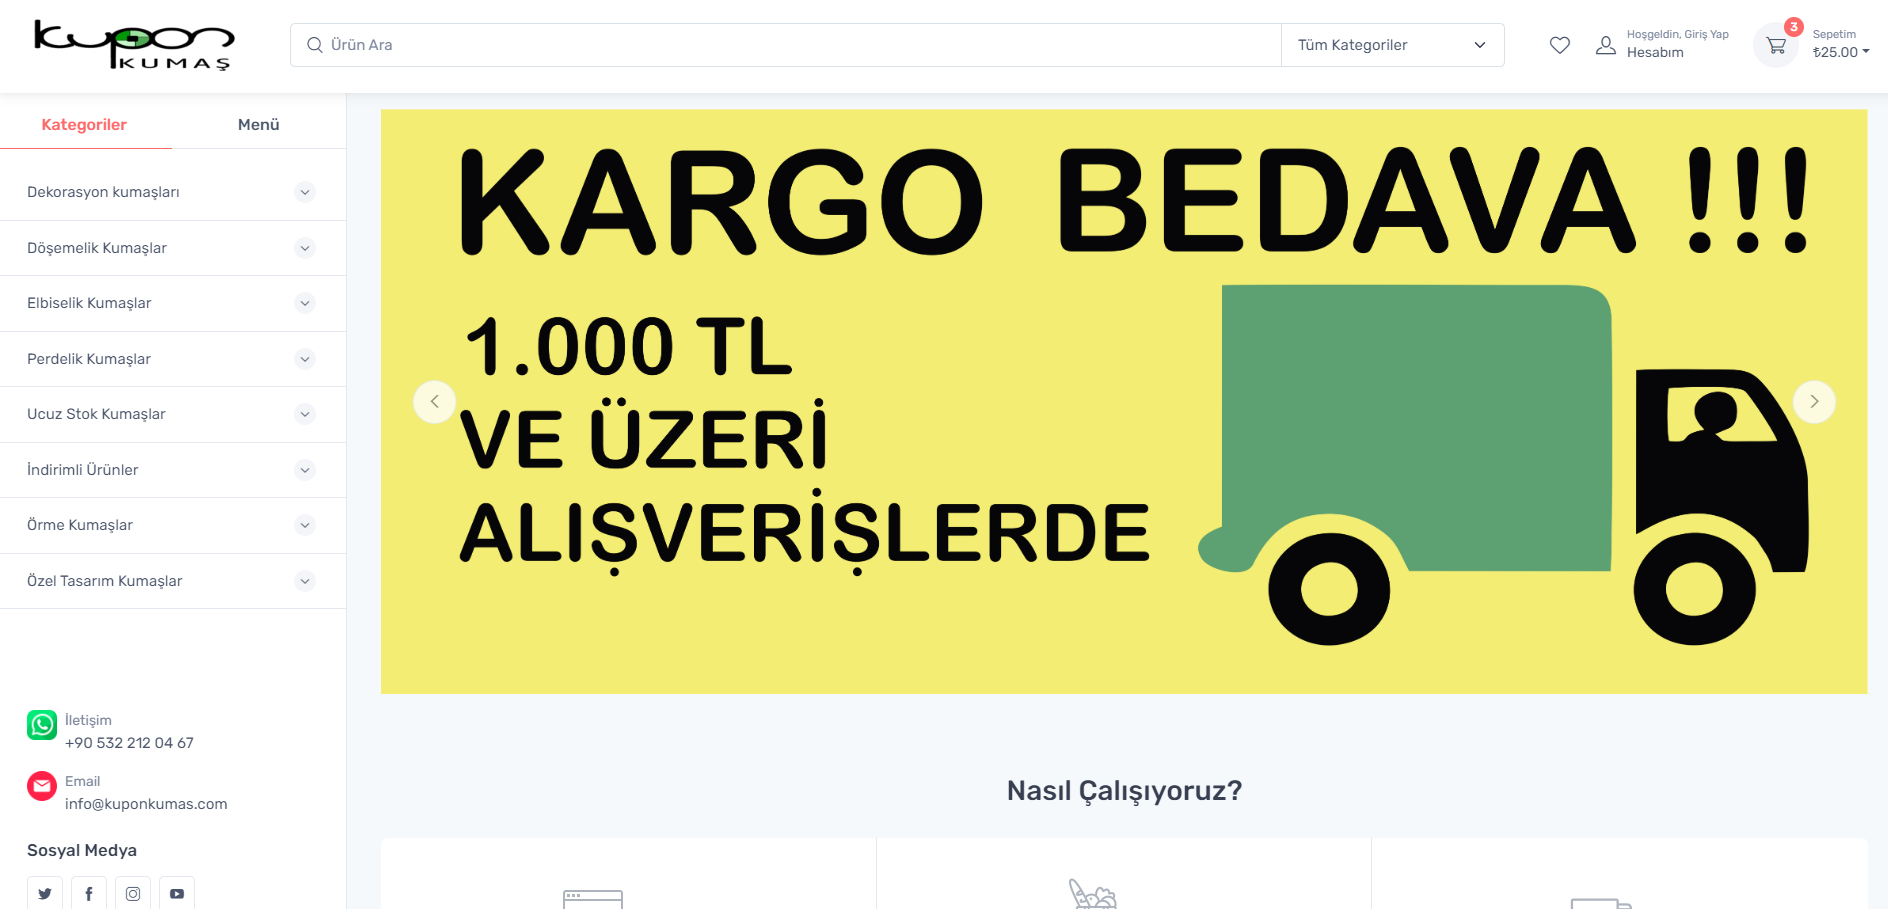 kupon
KUMAŞ
Ürün Ara
Tüm Kategoriler
Hoşgeldin, Giriş Yap
Hesabım
3
Sepetim
₺25.00
Kategoriler
Menü
Dekorasyon kumaşları
Döşemelik Kumaşlar
Elbiselik Kumaşlar
Perdelik Kumaşlar
Ucuz Stok Kumaşlar
İndirimli Ürünler
Örme Kumaşlar
Özel Tasarım Kumaşlar
İletişim
+90 532 212 04 67
Email
info@kuponkumas.com
Sosyal Medya
KARGO BEDAVA !!!
1.000 TL
VE ÜZERİ
ALIŞVERİŞLERDE
Nasıl Çalışıyoruz?